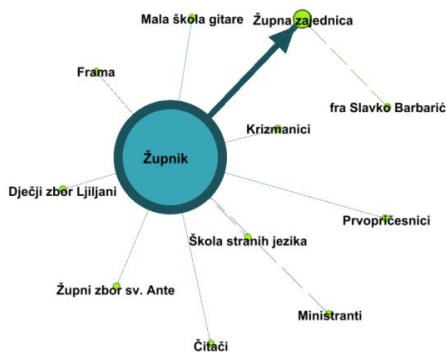 Mala škola gitare
Župna zajednica
Frama
fra Slavko Barbarić
Krizmanici
Župnik
Dječji zbor Ljiljani
Prvopričesnici
Škola stranih jezika
Župni zbor sv. Ante
Ministranti
Čitači